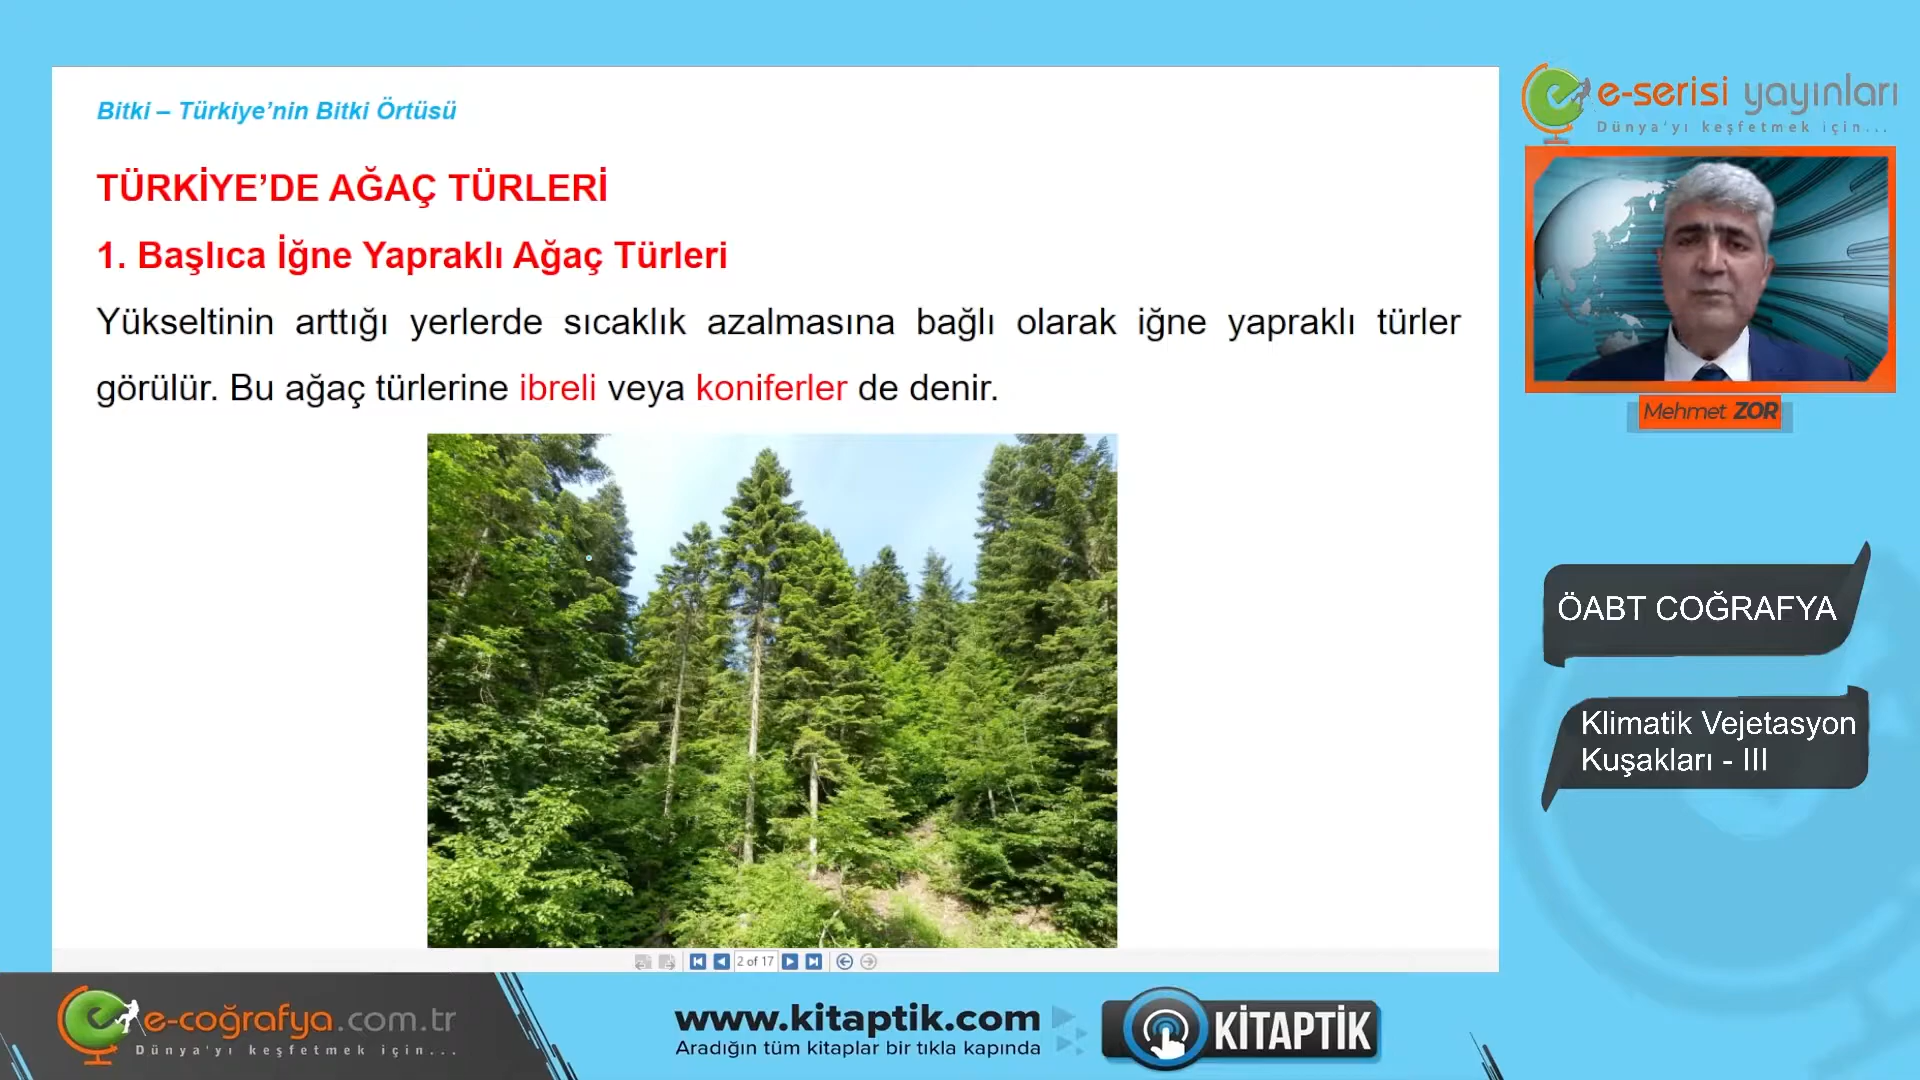 Bitki – Türkiye’nin Bitki Örtüsü
TÜRKİYE’DE AĞAÇ TÜRLERİ
1. Başlıca İğne Yapraklı Ağaç Türleri
Yükseltinin arttığı yerlerde sıcaklık azalmasına bağlı olarak iğne yapraklı türler
görülür. Bu ağaç türlerine ibreli veya koniferler de denir.
2 of 17
e-serisi yayınları
Dünya'yı keşfetmek için...
Mehmet ZOR
ÖABT COĞRAFYA
Klimatik Vejetasyon
Kuşakları - III
e-coğrafya.com.tr
Dünya'yı keşfetmek için...
www.kitaptik.com
Aradığın tüm kitaplar bir tıkla kapında
KİTAPTIK